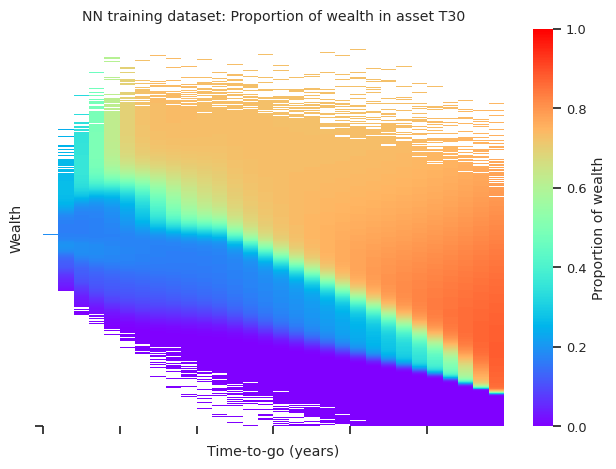 NN training dataset: Proportion of wealth in asset T30
Wealth
Time-to-go (years)
1.0
0.8
0.6
0.4
0.2
0.0
Proportion of wealth